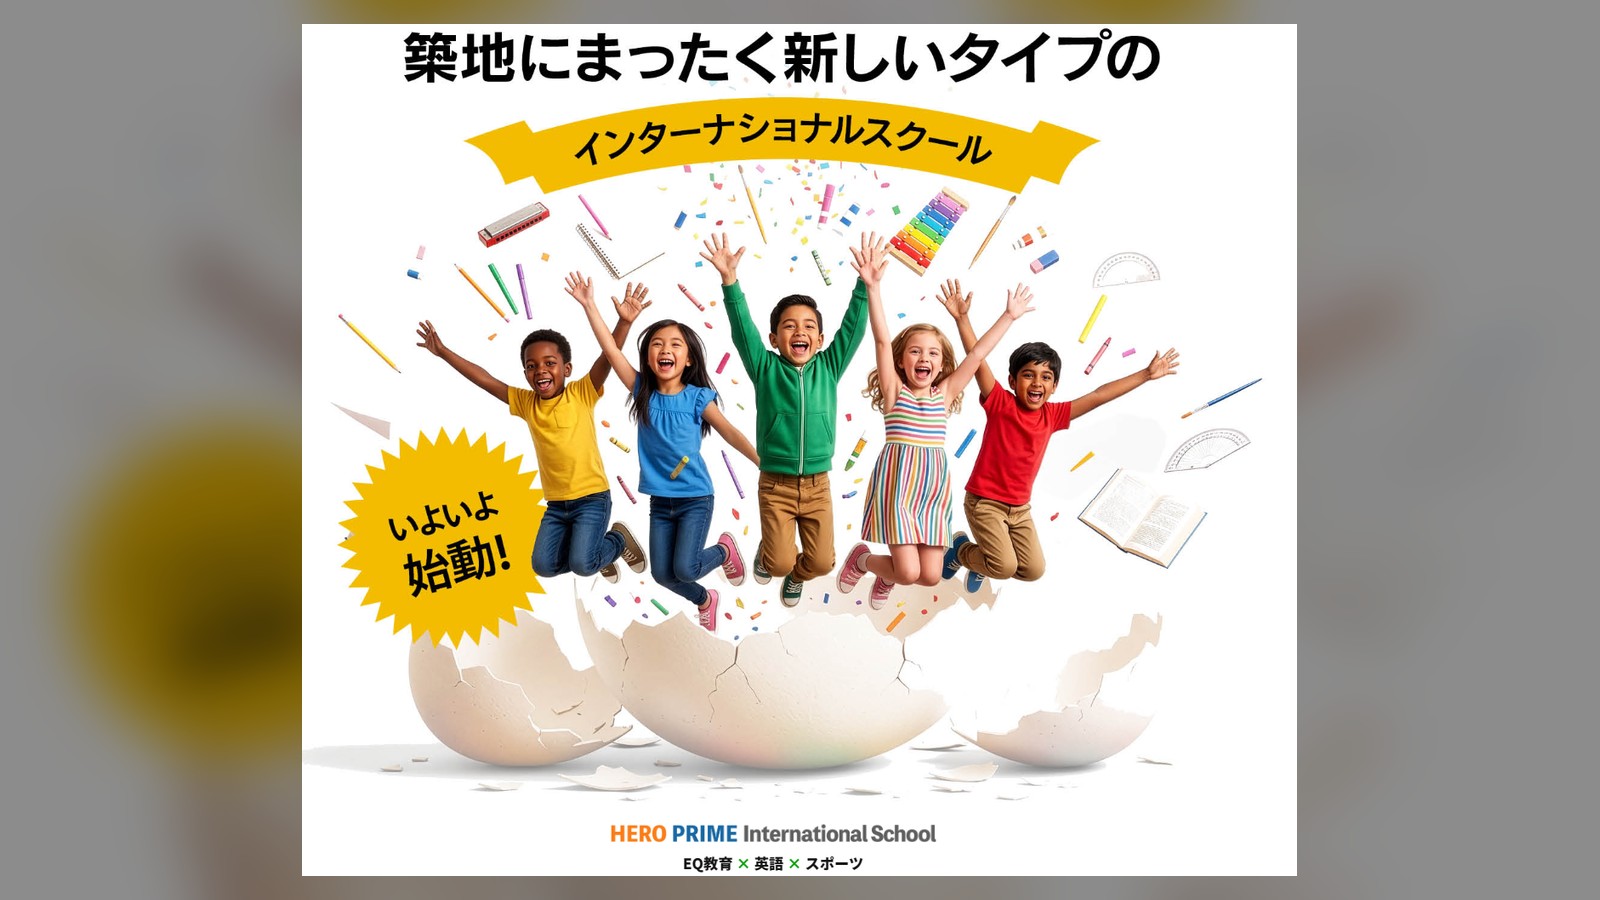 築地にまったく新しいタイプの
インターナショナルスクール
いよいよ
始動!
HERO PRIME International School
EQ教育 × 英語 × スポーツ